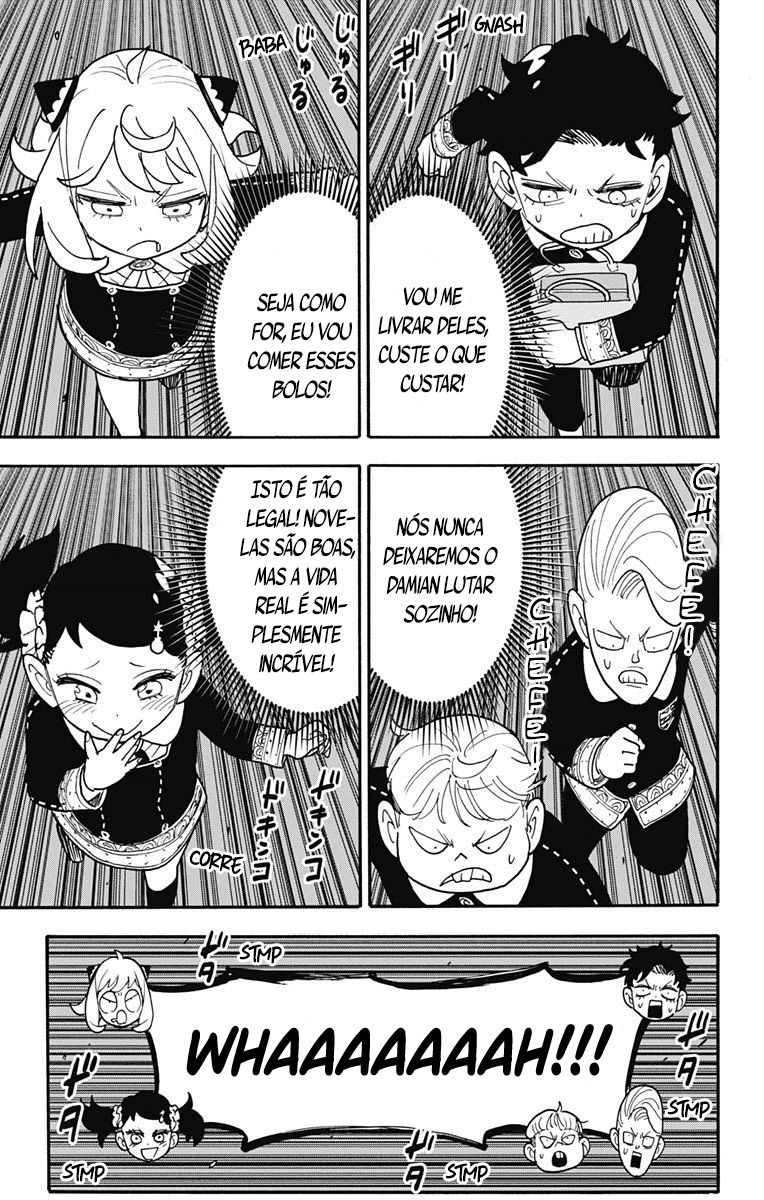 GNASH
ギリ
VOU ME
LIVRAR DELES,
CUSTE O QUE
CUSTAR!
BABA
じゅる
じゅる
SEJA COMO
FOR, EU VOU
COMER ESSES
BOLOS!
CHEFE!
CHEFE!
NÓS NUNCA
DEIXAREMOS O
DAMIAN LUTAR
SOZINHO!
ISTO É TÃO
LEGAL! NOVE-
LAS SÃO BOAS,
MAS A VIDA
REAL É SIM-
PLESMENTE
INCRÍVEL!
ドキンコ
ドキンコ
CORRE
ドタ
STMP
WHAAAAAAAH!!!
ドタ
STMP
ドタ
STMP
ドタ
STMP